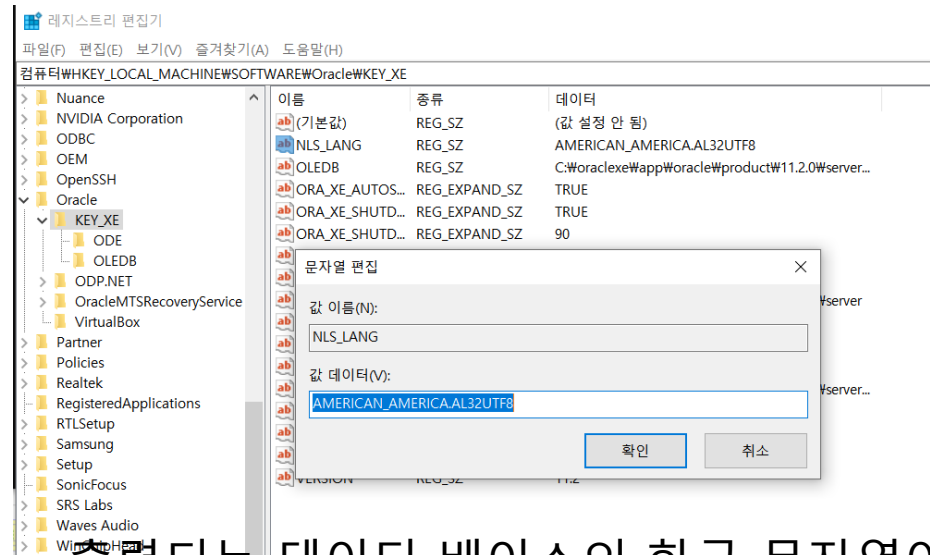 레지스트리 편집기
파일(F) 편집(E) 보기(V) 즐겨찾기(A) 도움말(H)
컴퓨터₩HKEY_LOCAL_MACHINE₩SOFTWARE₩Oracle₩KEY_XE
Nuance
NVIDIA Corporation
ODBC
OEM
OpenSSH
Oracle
KEY_XE
ODE
OLEDB
ODP.NET
OracleMTSRecoveryService
VirtualBox
Partner
Policies
Realtek
RegisteredApplications
RTLSetup
Samsung
Setup
SonicFocus
SRS Labs
Waves Audio
이름 종류 데이터
(기본값) REG_SZ (값 설정 안 됨)
NLS_LANG REG_SZ AMERICAN_AMERICA.AL32UTF8
OLEDB REG_SZ C:₩oraclexe₩app₩oracle₩product₩11.2.0₩server...
ORA_XE_AUTOS... REG_EXPAND_SZ TRUE
ORA_XE_SHUTD... REG_EXPAND_SZ TRUE
ORA_XE_SHUTD... REG_EXPAND_SZ 90
₩server
₩server...
VERSION REG_SZ 11.2
문자열 편집
값 이름(N):
NLS_LANG
값 데이터(V):
AMERICAN_AMERICA.AL32UTF8
확인 취소